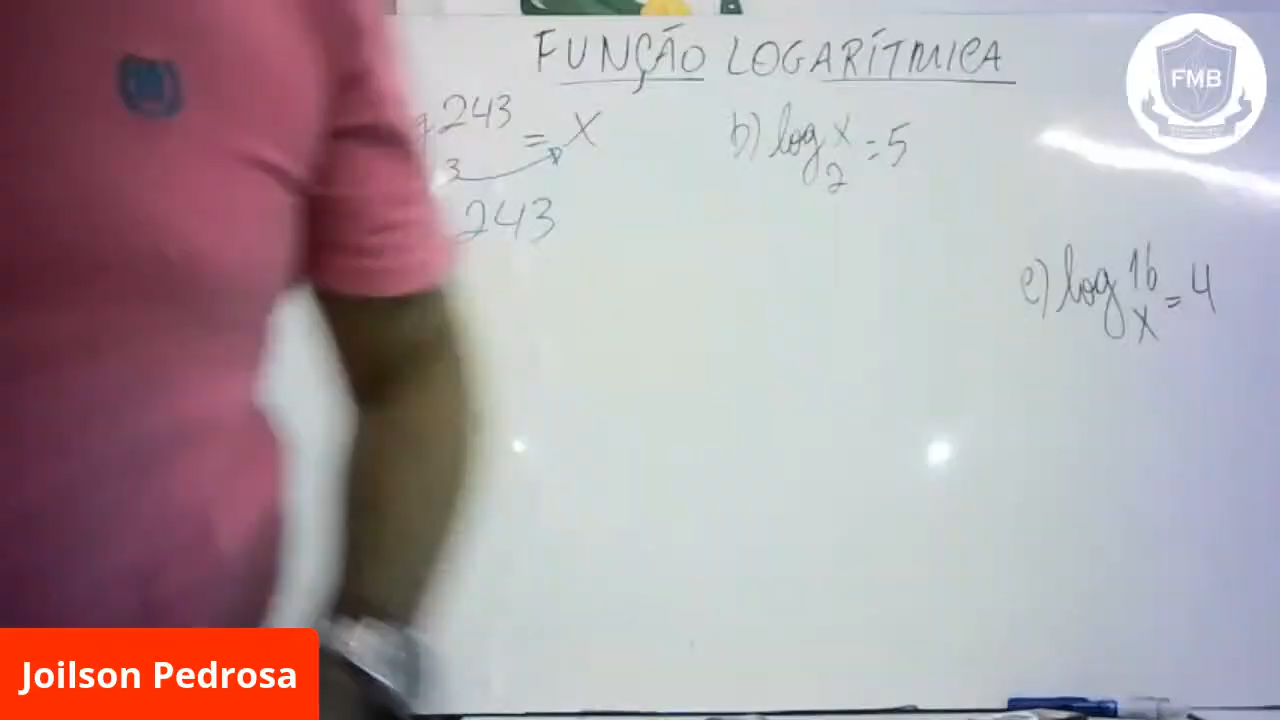 FUNÇÃO LOGARÍTMICA
243 = X
3
243
b) log x = 5
2
c) log 16 = 4
x
FMB
Joilson Pedrosa